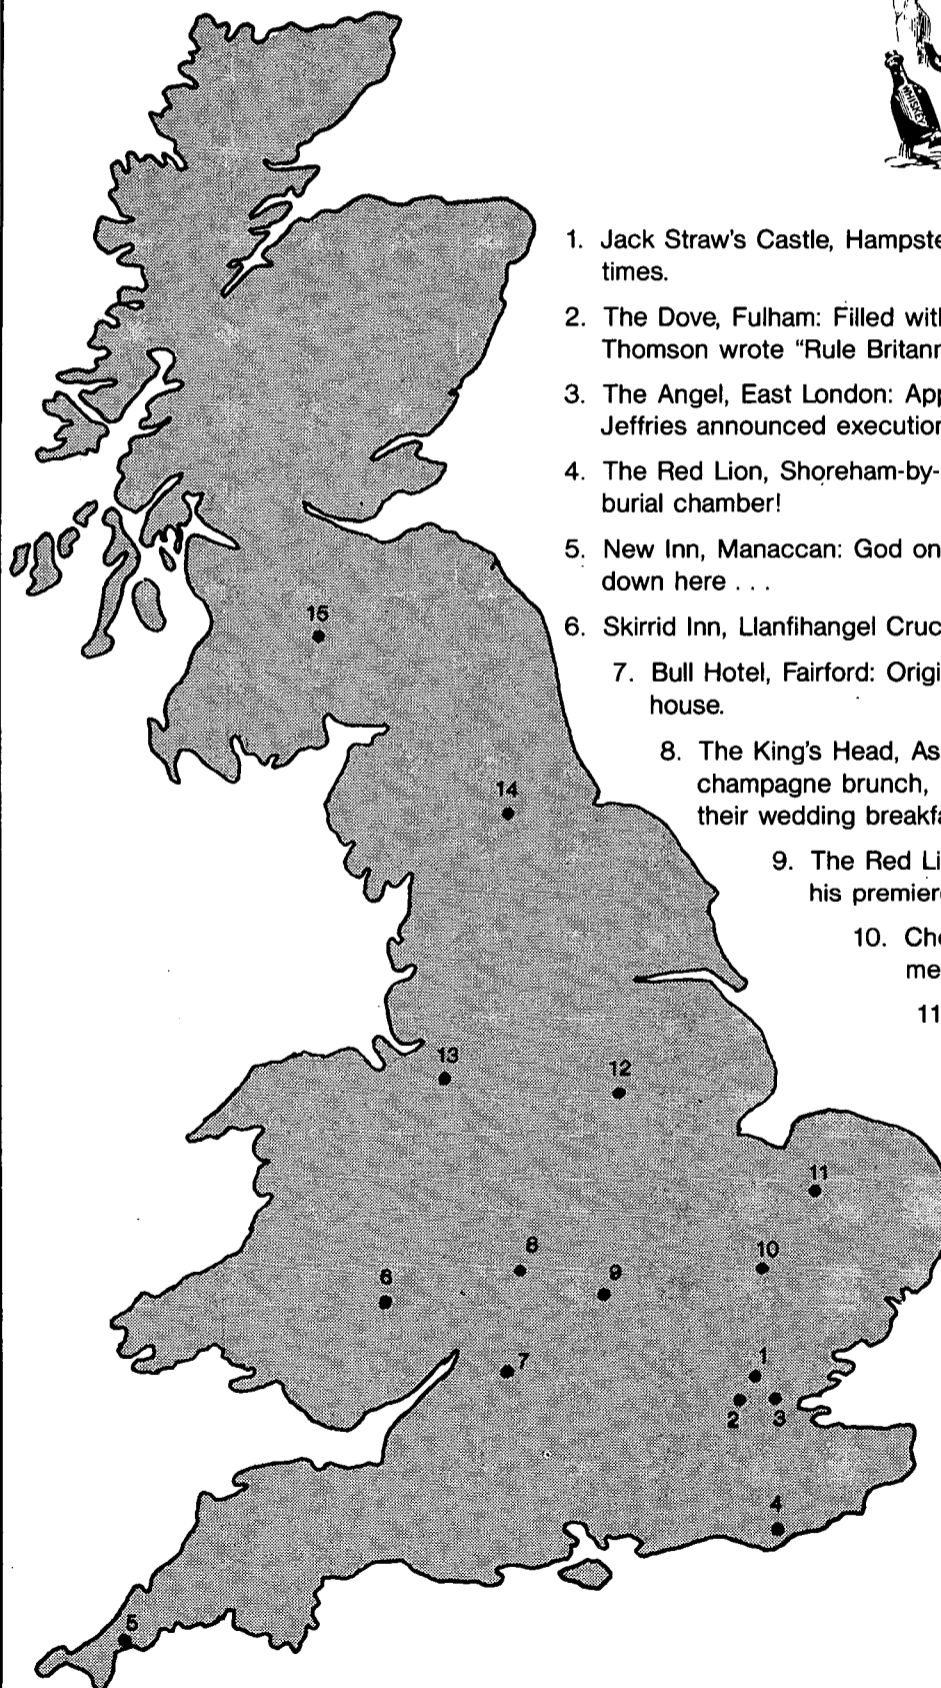 WHISKEY
1. Jack Straw's Castle, Hampste
times.
2. The Dove, Fulham: Filled wit
Thomson wrote "Rule Britann
3. The Angel, East London: App
Jeffries announced execution
4. The Red Lion, Shoreham-by-
burial chamber!
5. New Inn, Manaccan: God on
down here . . .
6. Skirrid Inn, Llanfihangel Cruc
7. Bull Hotel, Fairford: Origi
house.
8. The King's Head, As
champagne brunch,
their wedding breakfa
9. The Red Li
his premier
10. Che
me
11
15
14
13
12
11
8
10
6
9
1
7
2
3
4
5